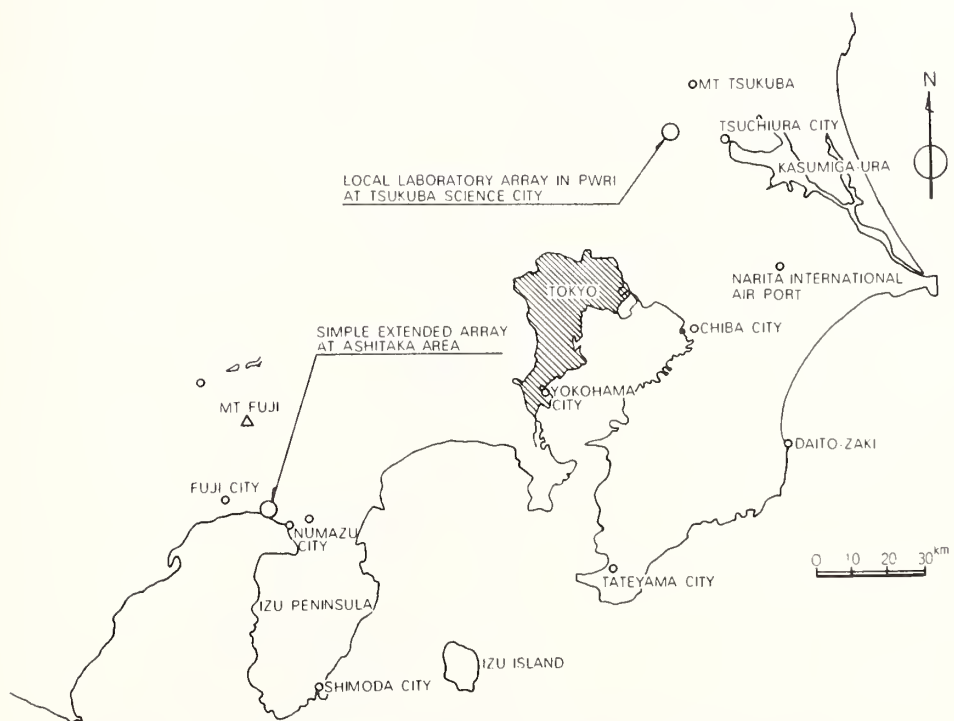 MT TSUKUBA
N
TSUCHIURA CITY
KASUMIGA-URA
LOCAL LABORATORY ARRAY IN PWRI
AT TSUKUBA SCIENCE CITY
TOKYO
NARITA INTERNATIONAL
AIR PORT
SIMPLE EXTENDED ARRAY
AT ASHITAKA AREA
CHIBA CITY
YOKOHAMA
CITY
MT FUJI
DAITO-ZAKI
FUJI CITY
NUMAZU
CITY
0 10 20 30 km
TATEYAMA CITY
IZU PENINSULA
IZU ISLAND
SHIMODA CITY